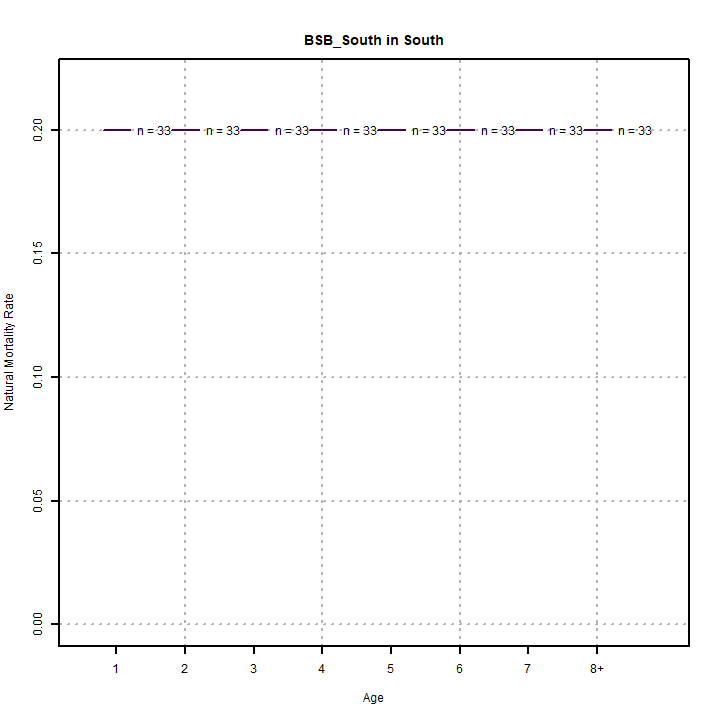 BSB_South in South
Natural Mortality Rate
0.20
0.15
0.10
0.05
0.00
n = 33 n = 33 n = 33 n = 33 n = 33 n = 33 n = 33 n = 33
1 2 3 4 5 6 7 8+
Age